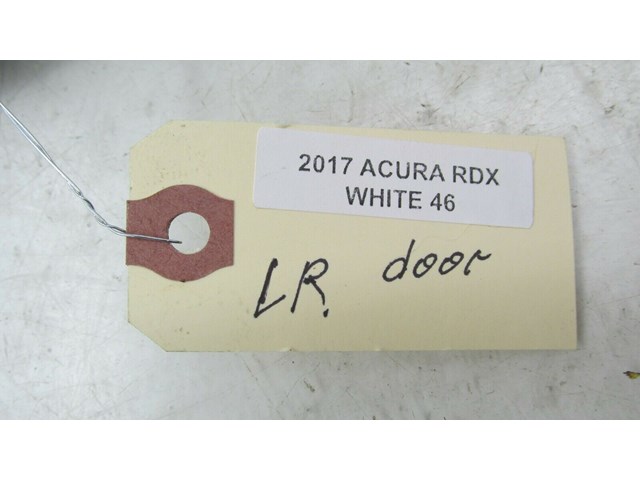 2017 ACURA RDX
WHITE 46
LR. door